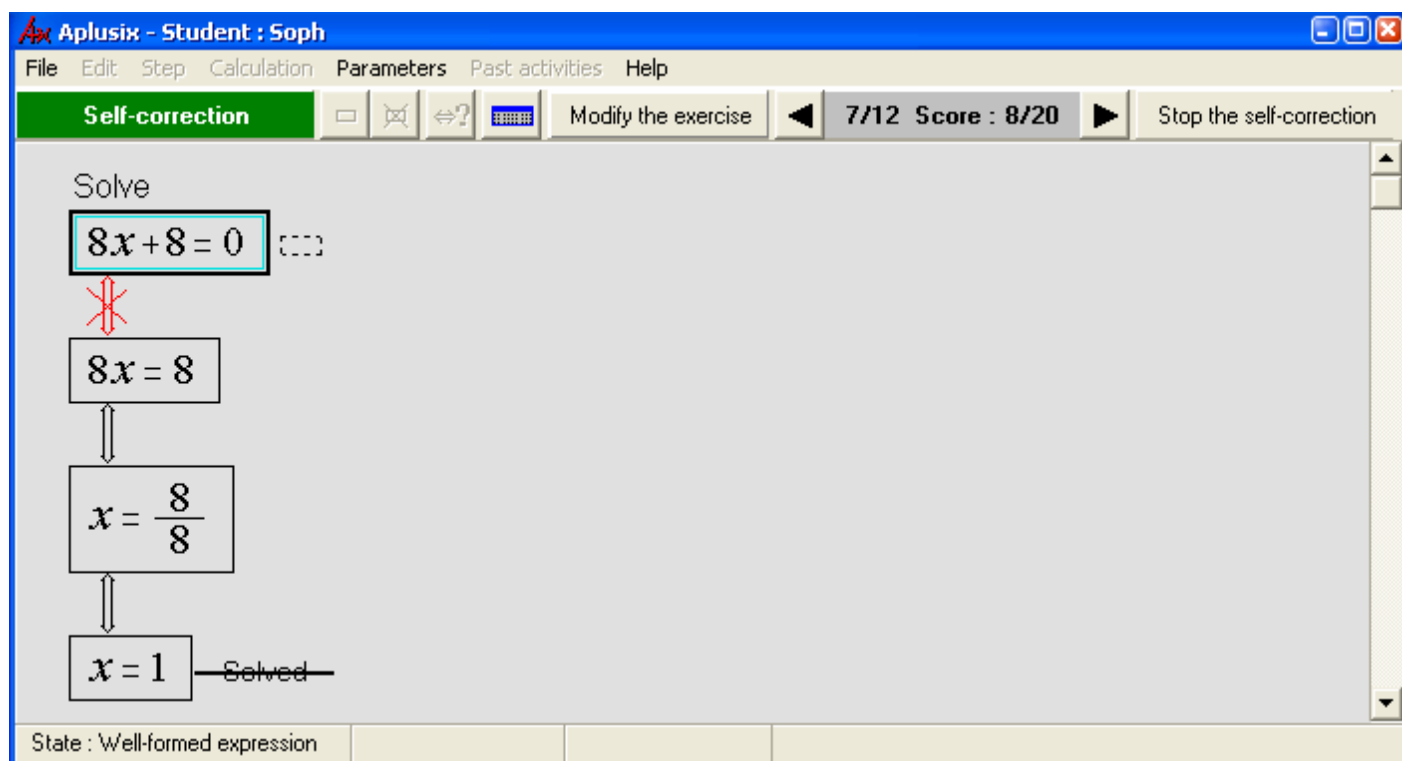 Aplusix - Student : Soph
File Edit Step Calculation Parameters Past activities Help
Self-correction ⇔? Modify the exercise 7/12 Score : 8/20 Stop the self-correction
Solve
8x+8= 0
8x = 8
x = 8/8
x = 1 Solved
State : Well-formed expression